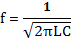 f = 1/√(2πLC)